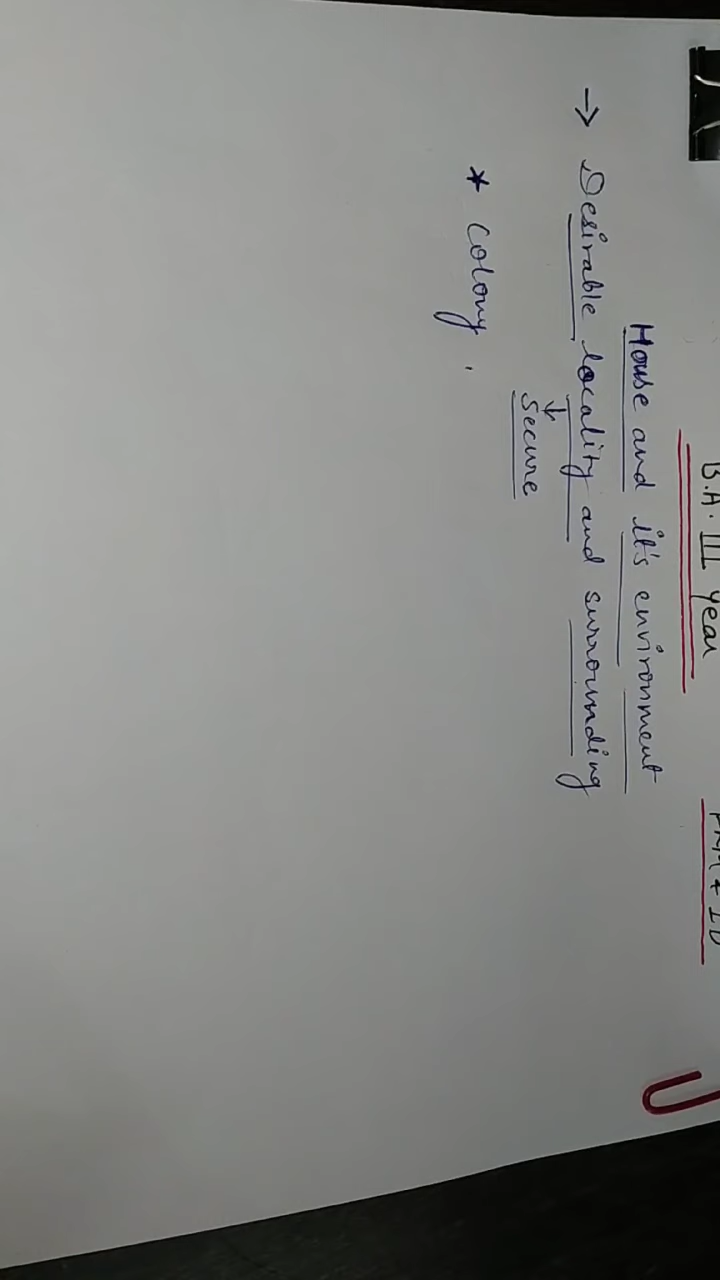 B.A. III year
House and it's environment
→ Desirable locality and surrounding
↓
Secure
* Colony.